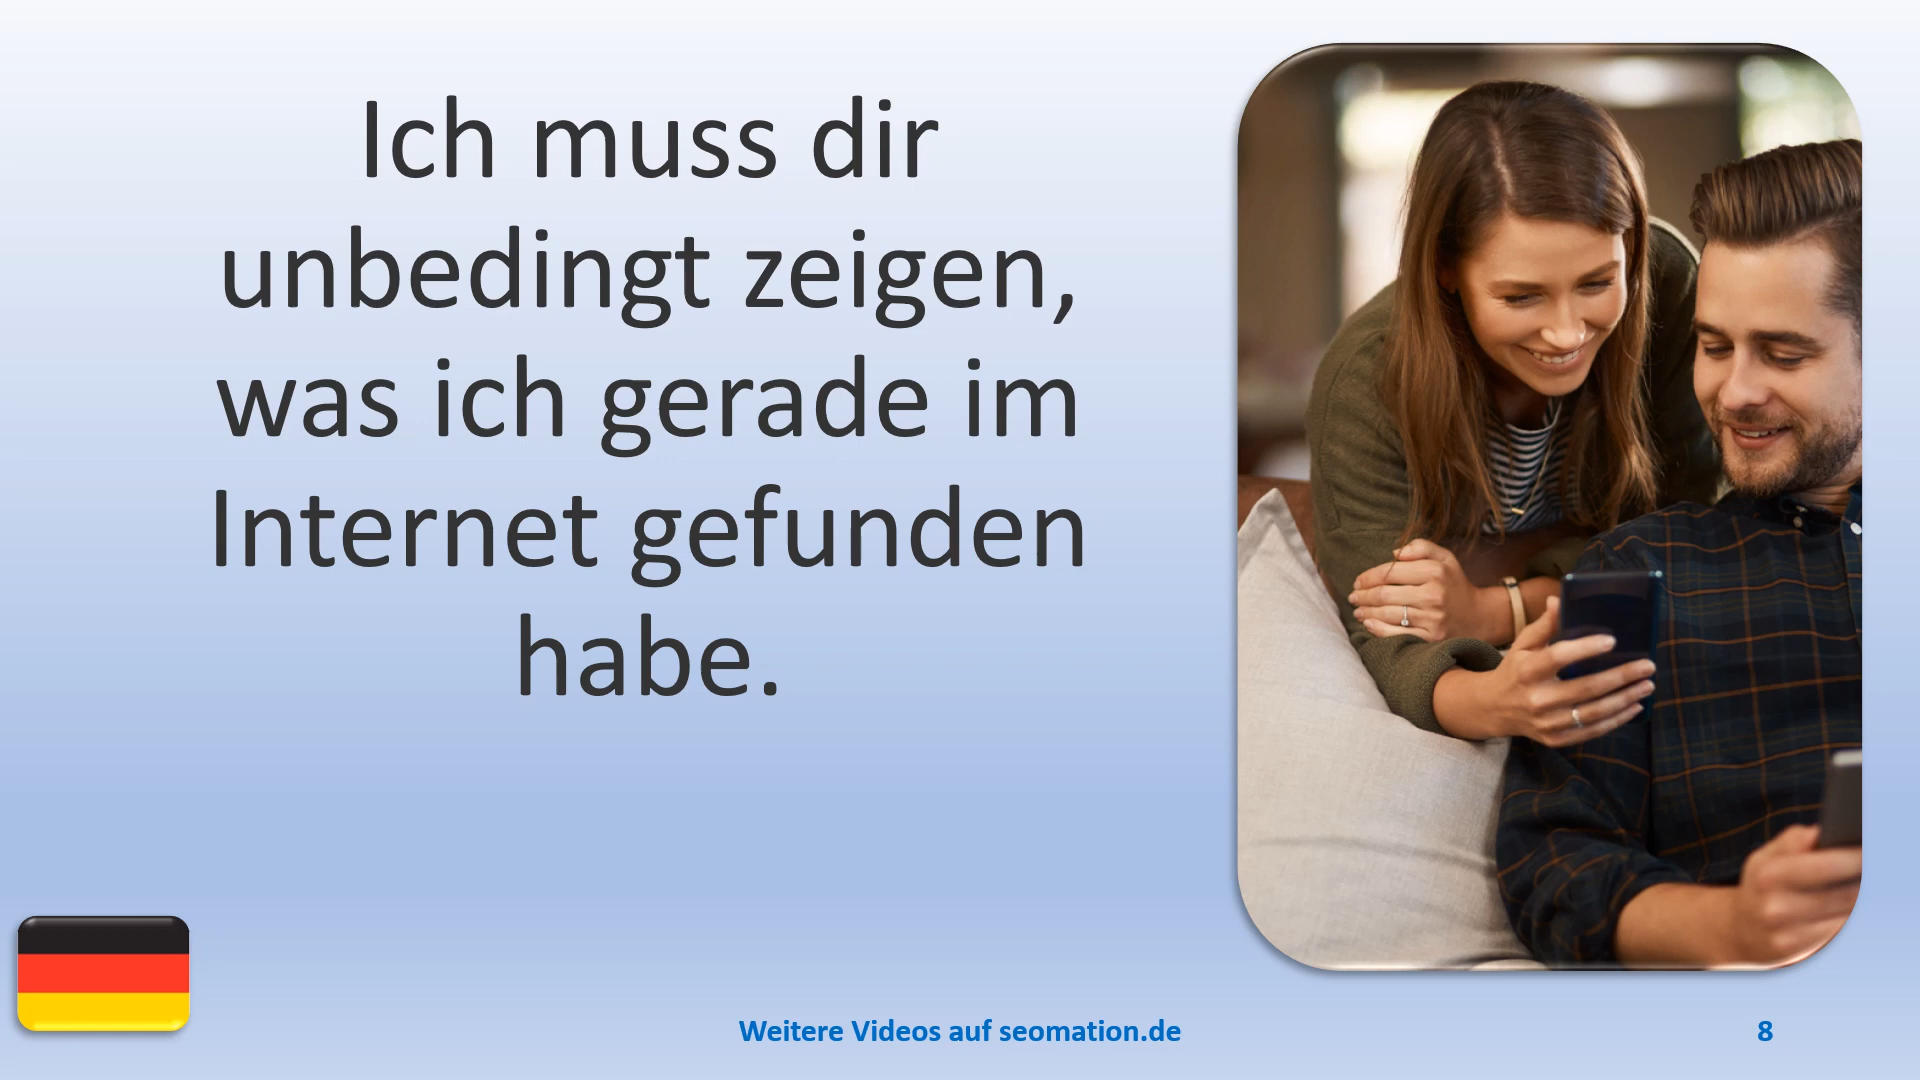 Ich muss dir
unbedingt zeigen,
was ich gerade im
Internet gefunden
habe.
Weitere Videos auf seomation.de
8